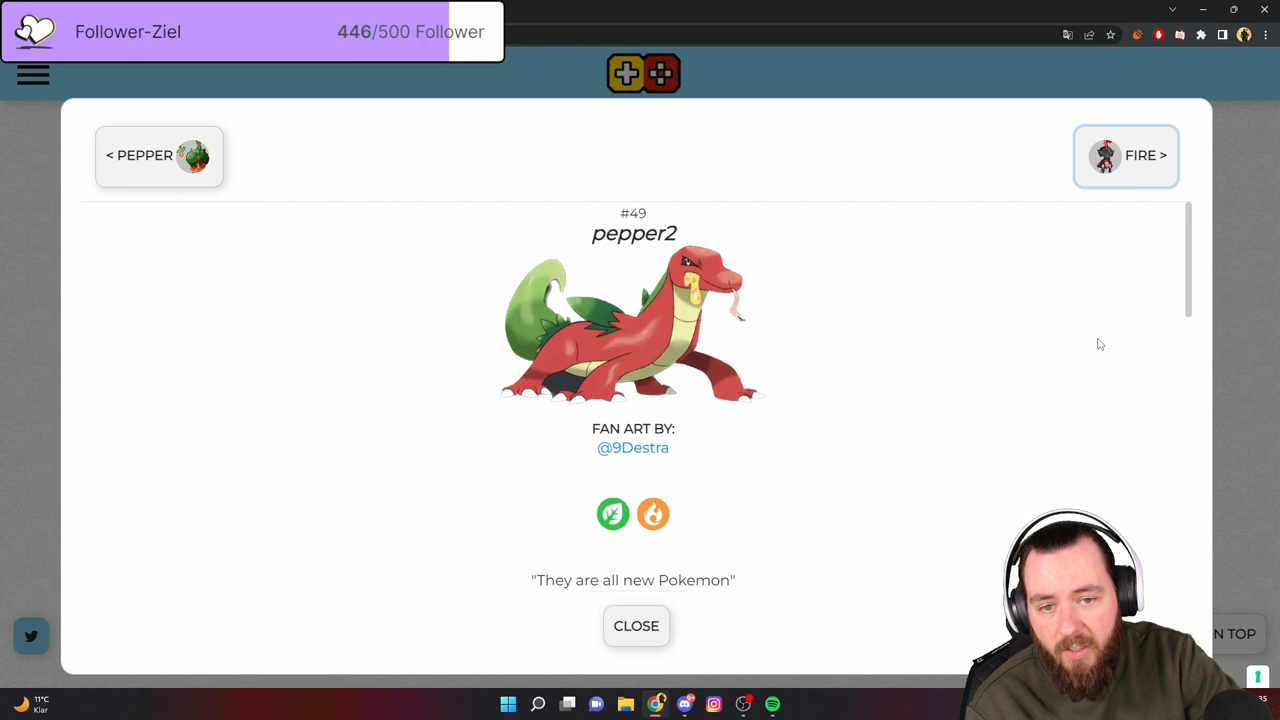 Follower-Ziel 446/500 Follower
< PEPPER
FIRE >
#49
pepper2
FAN ART BY:
@9Destra
"They are all new Pokemon"
CLOSE
N TOP
11°C
Klar